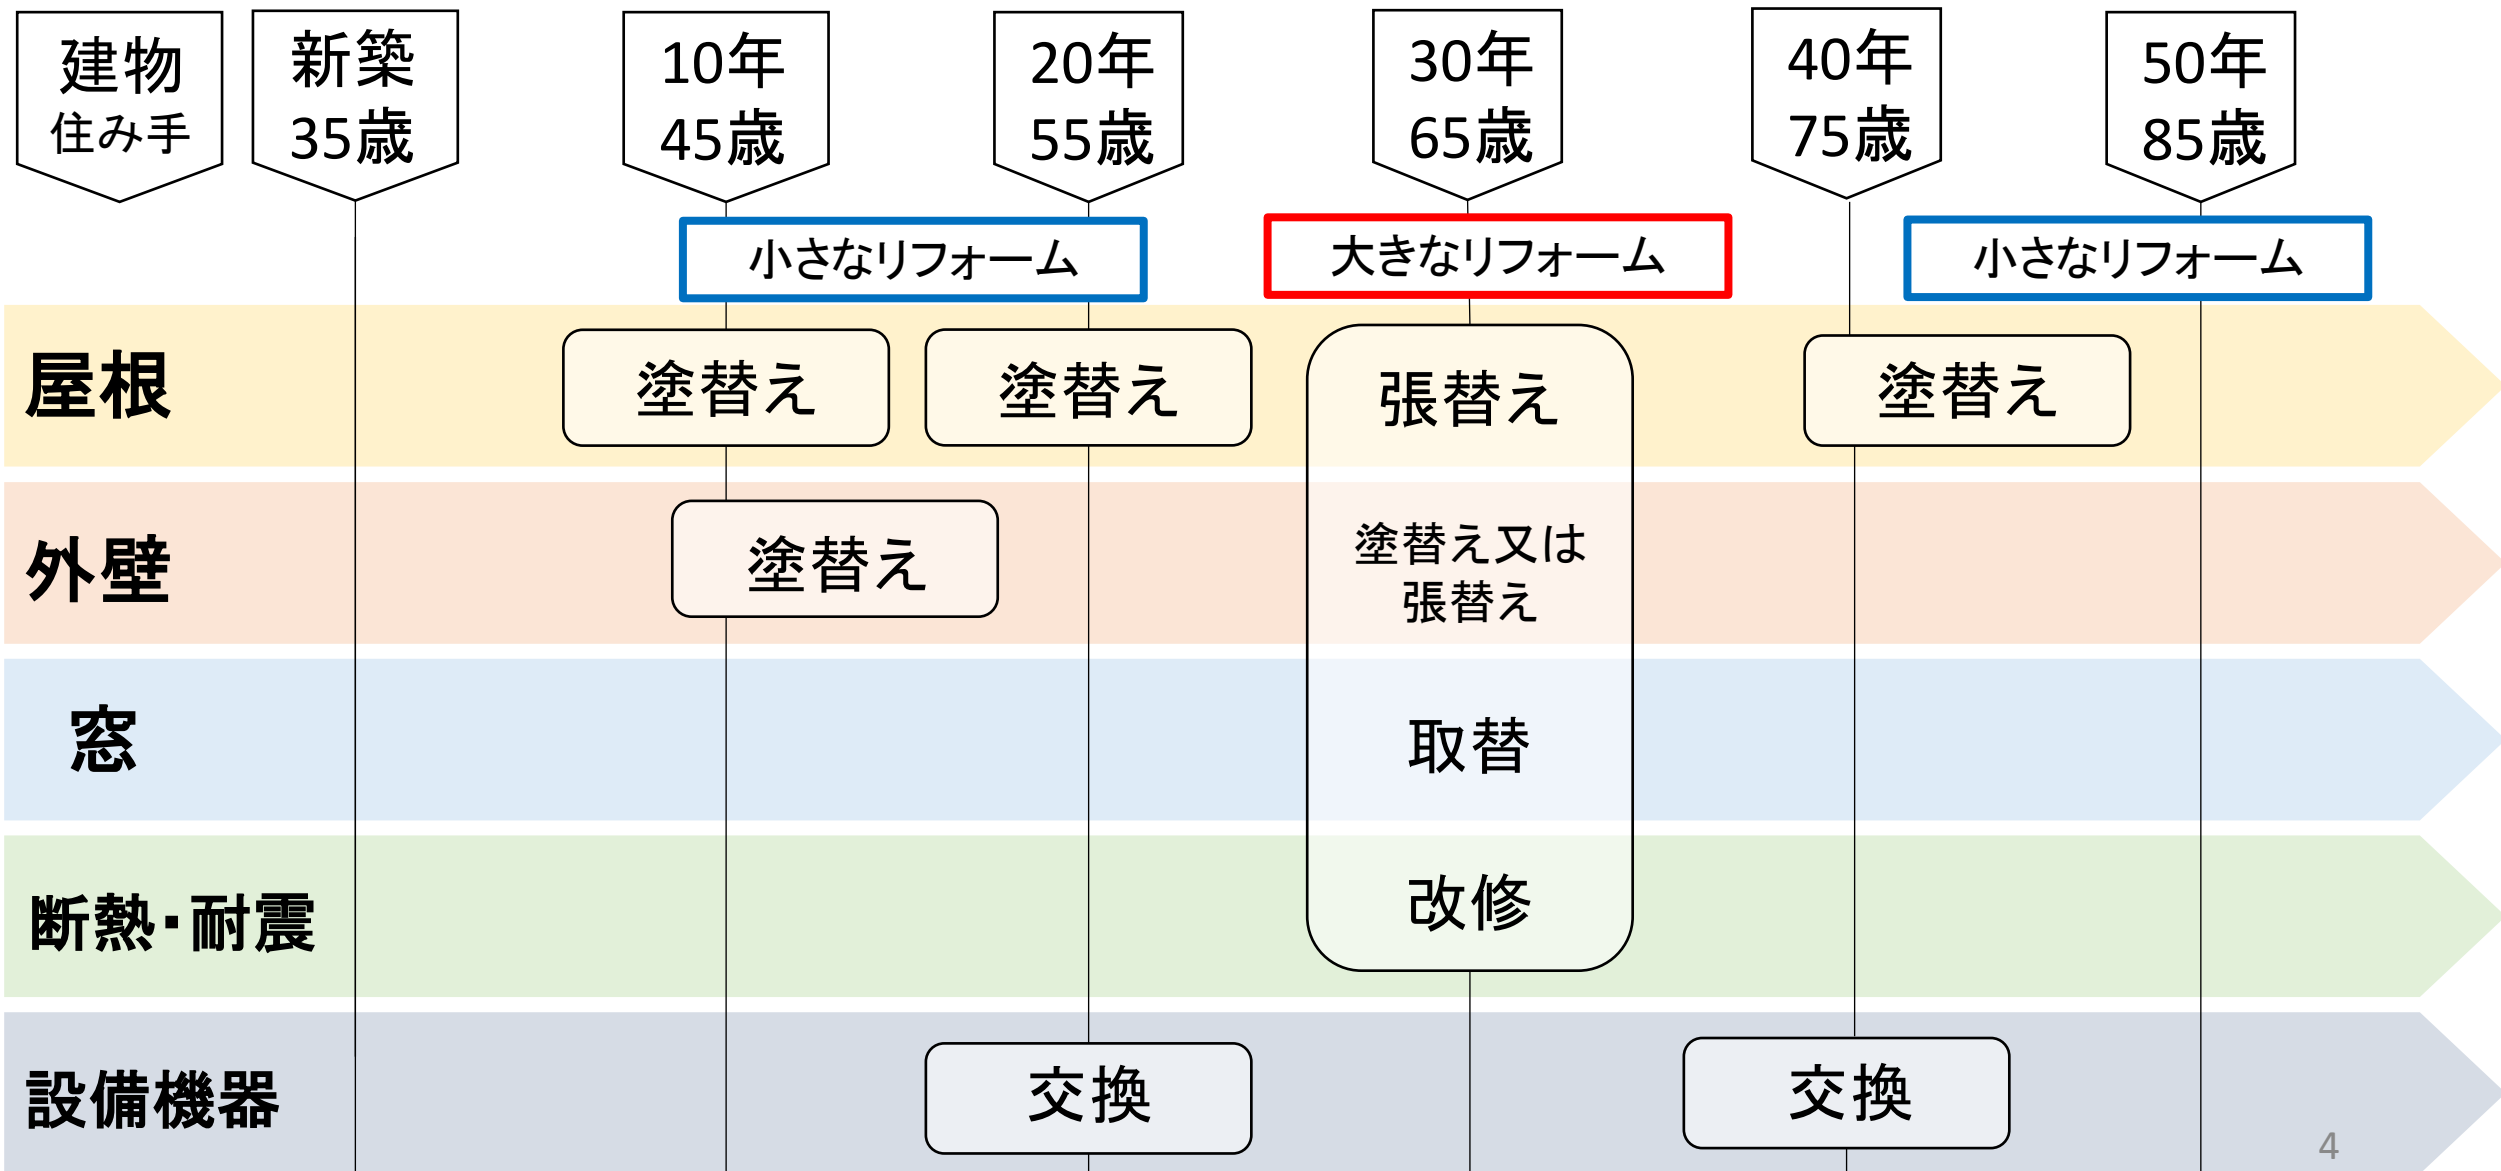 建物
住み手
新築
35歳
10年
45歳
20年
55歳
30年
65歳
40年
75歳
50年
85歳
小さなリフォーム
大きなリフォーム
小さなリフォーム
屋根
塗替え
塗替え
張替え
塗替え
外壁
塗替え
塗替え又は
張替え
窓
取替
断熱・耐震
改修
設備機器
交換
交換
4